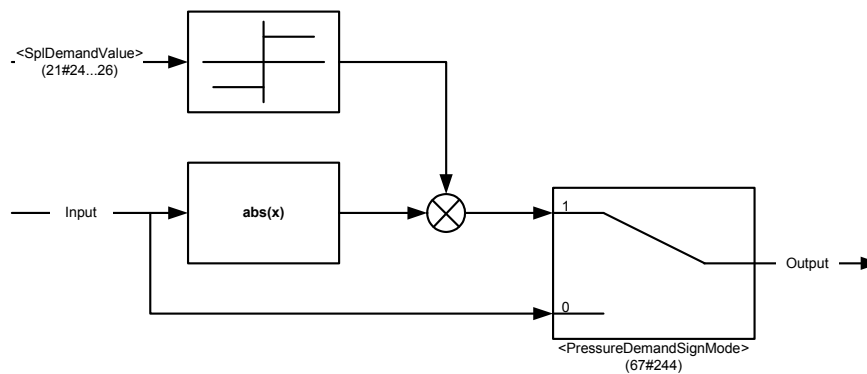 <SplDemandValue>
(21#24...26)
Input
abs(x)
1
Output
0
<PressureDemandSignMode>
(67#244)